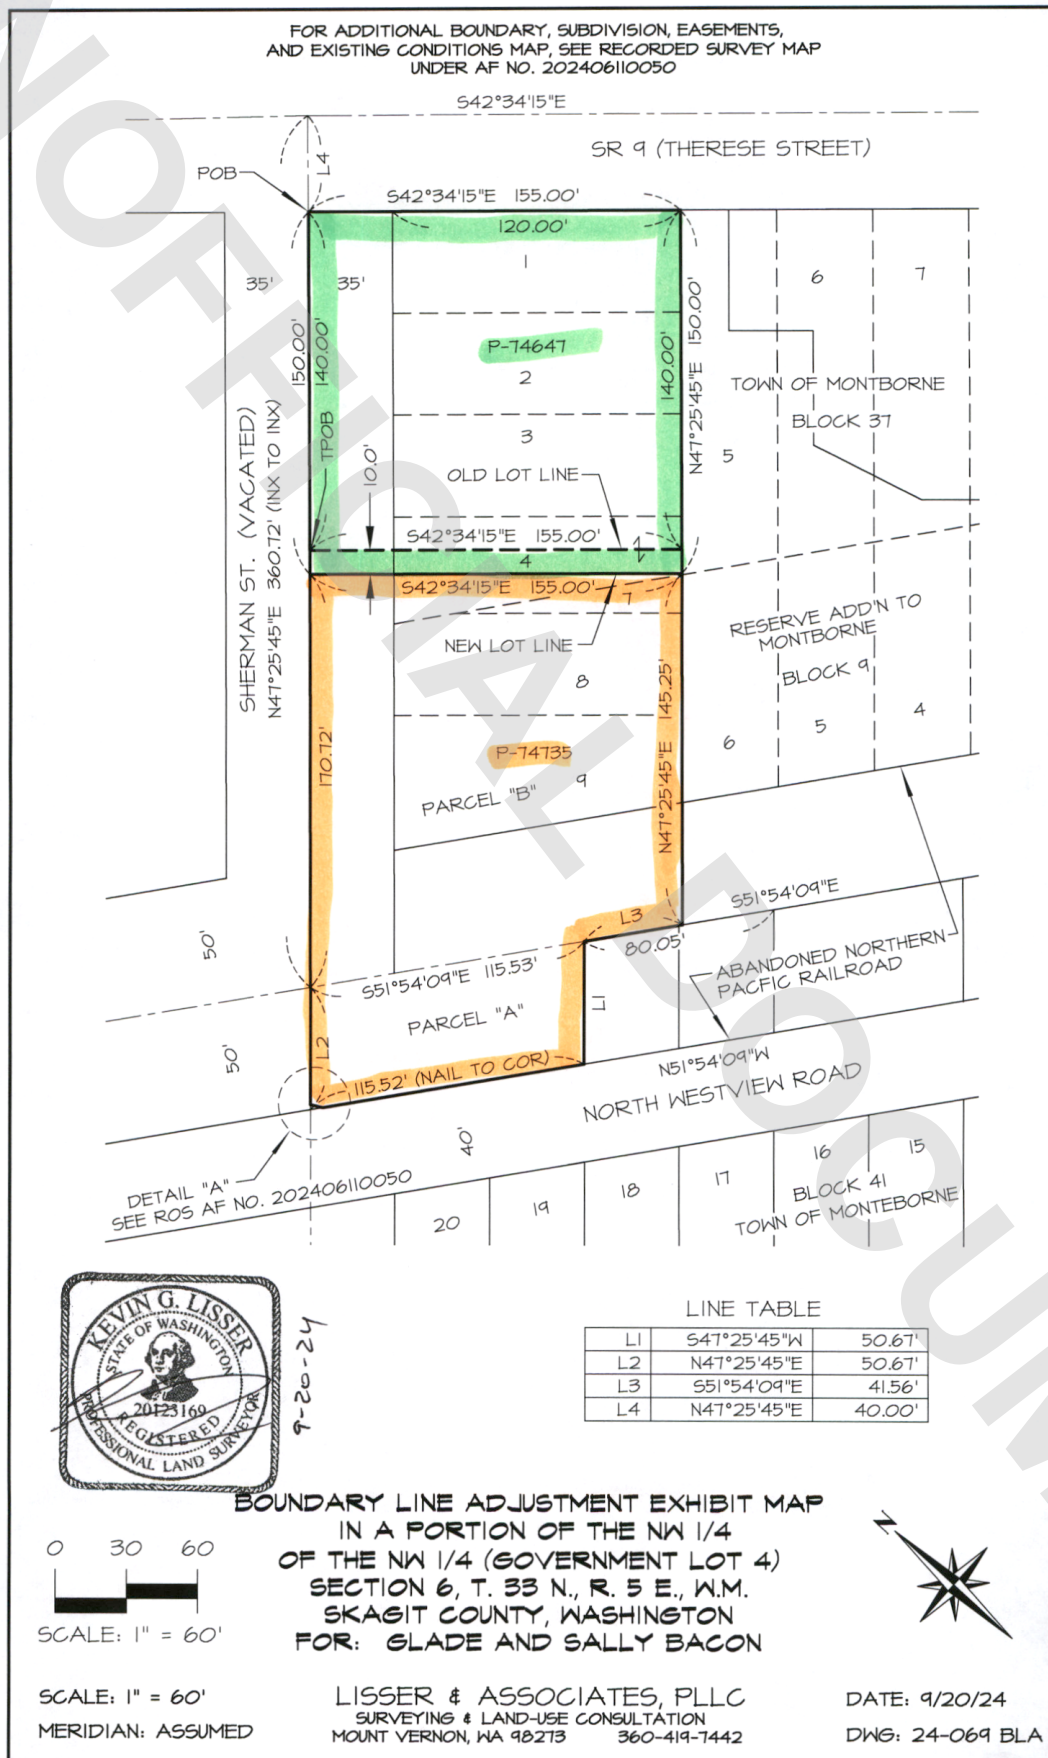 FOR ADDITIONAL BOUNDARY, SUBDIVISION, EASEMENTS,
AND EXISTING CONDITIONS MAP, SEE RECORDED SURVEY MAP
UNDER AF NO. 202406110050
S42°34'15"E
SR 9 (THERESE STREET)
L4
POB
S42°34'15"E 155.00'
120.00'
35'
35'
1
6
7
150.00'
140.00'
140.00'
N47°25'45"E 150.00'
P-74647
2
TOWN OF MONTBORNE
BLOCK 37
3
5
TPOB
10.0'
OLD LOT LINE
SHERMAN ST. (VACATED)
N47°25'45"E 360.72' (INX TO INX)
S42°34'15"E 155.00'
Z
4
S42°34'15"E 155.00'
7
RESERVE ADD'N TO
MONTBORNE
BLOCK 9
NEW LOT LINE
8
6
5
4
170.72'
N47°25'45"E 145.25'
P-74735
9
PARCEL "B"
S51°54'09"E
L3
80.05'
50'
S51°54'09"E 115.53'
ABANDONED NORTHERN
PACIFIC RAILROAD
L1
PARCEL "A"
50'
L2
115.52' (NAIL TO COR)
N51°54'09"W
NORTH WESTVIEW ROAD
40'
DETAIL "A"
SEE ROS AF NO. 202406110050
20
19
18
17
16
15
BLOCK 41
TOWN OF MONTEBORNE
KEVIN G. LISSER
STATE OF WASHINGTON
20123169
REGISTERED
PROFESSIONAL LAND SURVEYOR
9-20-24
LINE TABLE
L1 S47°25'45"W 50.67'
L2 N47°25'45"E 50.67'
L3 S51°54'09"E 41.56'
L4 N47°25'45"E 40.00'
BOUNDARY LINE ADJUSTMENT EXHIBIT MAP
IN A PORTION OF THE NW 1/4
OF THE NW 1/4 (GOVERNMENT LOT 4)
SECTION 6, T. 33 N., R. 5 E., W.M.
SKAGIT COUNTY, WASHINGTON
FOR: GLADE AND SALLY BACON
0 30 60
SCALE: 1" = 60'
Z
SCALE: 1" = 60'
MERIDIAN: ASSUMED
LISSER & ASSOCIATES, PLLC
SURVEYING & LAND-USE CONSULTATION
MOUNT VERNON, WA 98273 360-419-7442
DATE: 9/20/24
DWG: 24-069 BLA
NOFFICIAL DOCUM